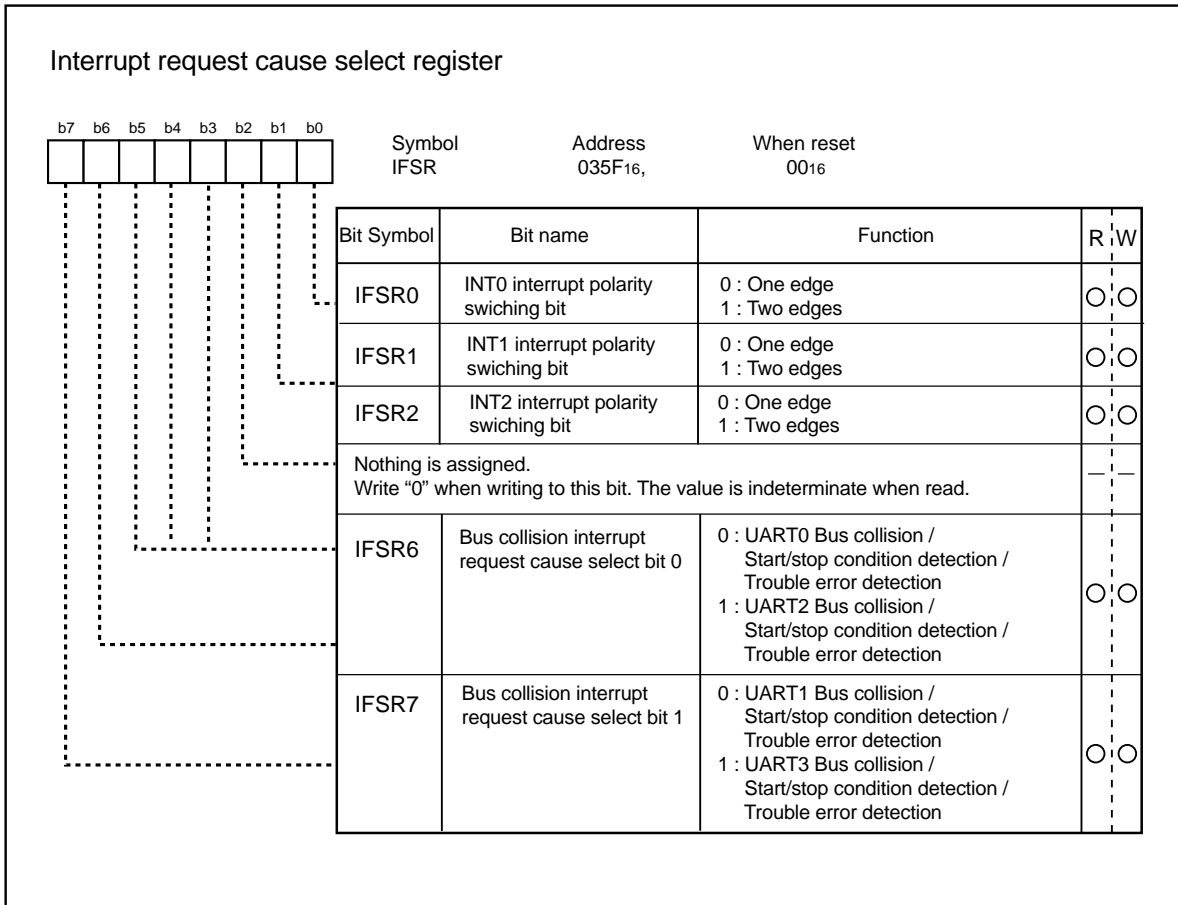 Interrupt request cause select register
b7 b6 b5 b4 b3 b2 b1 b0
Symbol Address When reset
IFSR 035F16, 0016
Bit Symbol Bit name Function R W
IFSR0 INT0 interrupt polarity swiching bit 0 : One edge
1 : Two edges
IFSR1 INT1 interrupt polarity swiching bit 0 : One edge
1 : Two edges
IFSR2 INT2 interrupt polarity swiching bit 0 : One edge
1 : Two edges
Nothing is assigned.
Write “0” when writing to this bit. The value is indeterminate when read.
IFSR6 Bus collision interrupt request cause select bit 0 0 : UART0 Bus collision /
Start/stop condition detection /
Trouble error detection
1 : UART2 Bus collision /
Start/stop condition detection /
Trouble error detection
IFSR7 Bus collision interrupt request cause select bit 1 0 : UART1 Bus collision /
Start/stop condition detection /
Trouble error detection
1 : UART3 Bus collision /
Start/stop condition detection /
Trouble error detection